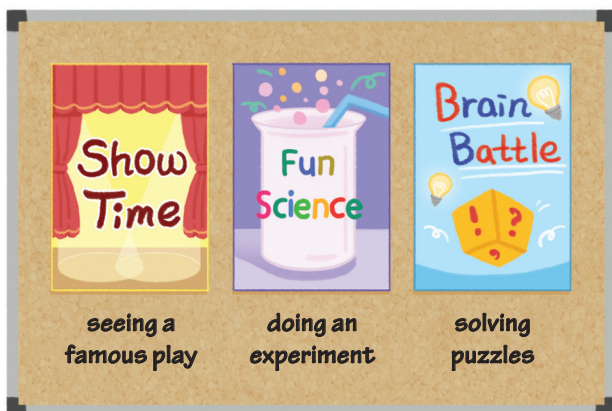 Show
Time
Fun
Science
Brain
Battle
! ? ,
seeing a
famous play
doing an
experiment
solving
puzzles